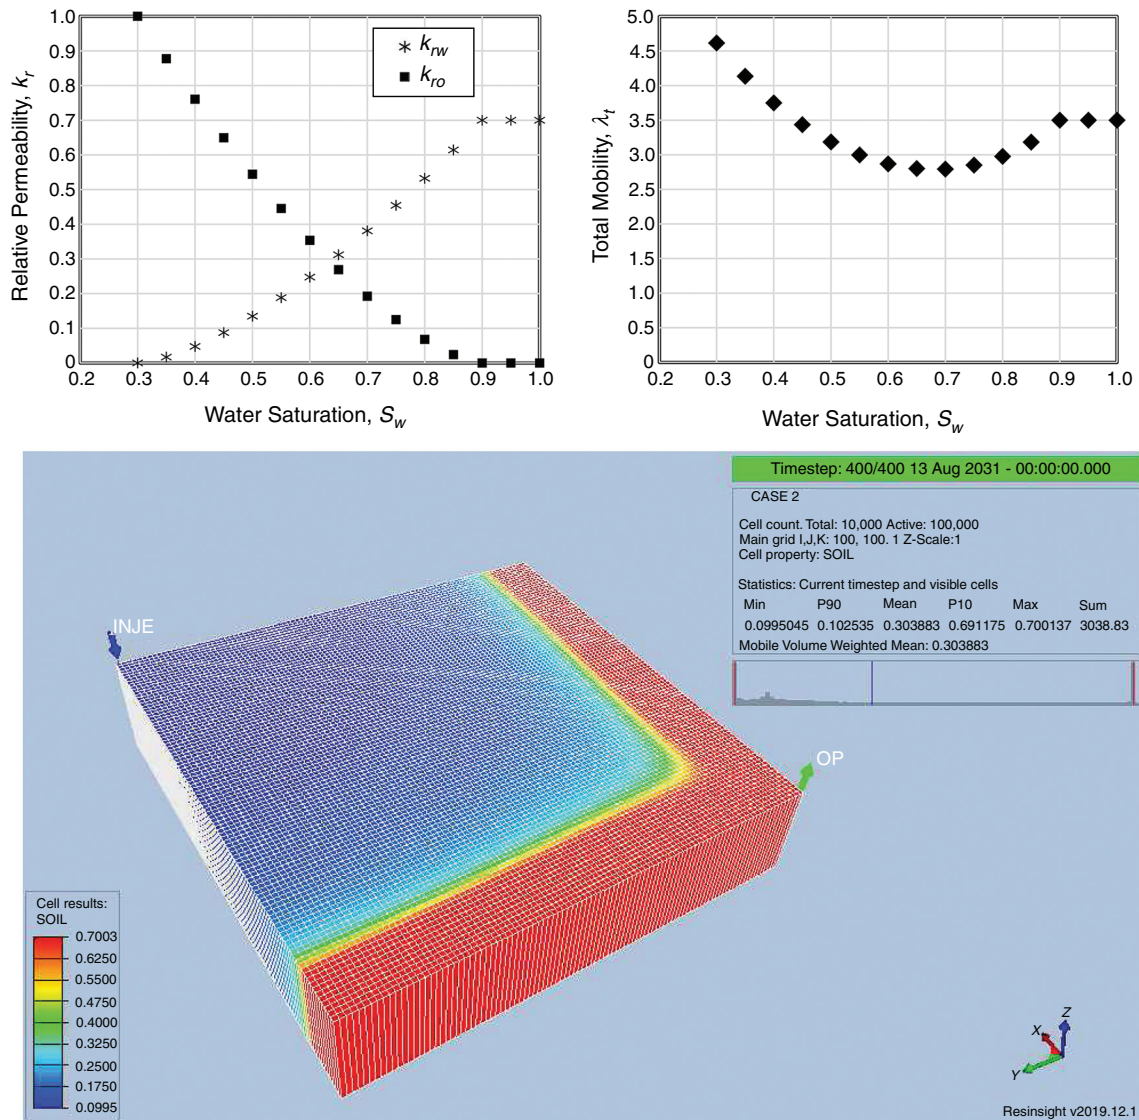 1.0
0.9
0.8
0.7
0.6
0.5
0.4
0.3
0.2
0.1
0
0.2 0.3 0.4 0.5 0.6 0.7 0.8 0.9 1.0
Relative Permeability, kr
Water Saturation, Sw
krw
kro
5.0
4.5
4.0
3.5
3.0
2.5
2.0
1.5
1.0
0.5
0
0.2 0.3 0.4 0.5 0.6 0.7 0.8 0.9 1.0
Total Mobility, λt
Water Saturation, Sw
Timestep: 400/400 13 Aug 2031 - 00:00:00.000
CASE 2
Cell count. Total: 10,000 Active: 100,000
Main grid I,J,K: 100, 100. 1 Z-Scale:1
Cell property: SOIL
Statistics: Current timestep and visible cells
Min P90 Mean P10 Max Sum
0.0995045 0.102535 0.303883 0.691175 0.700137 3038.83
Mobile Volume Weighted Mean: 0.303883
INJE
OP
Cell results:
SOIL
0.7003
0.6250
0.5500
0.4750
0.4000
0.3250
0.2500
0.1750
0.0995
Z
X
Y
Resinsight v2019.12.1